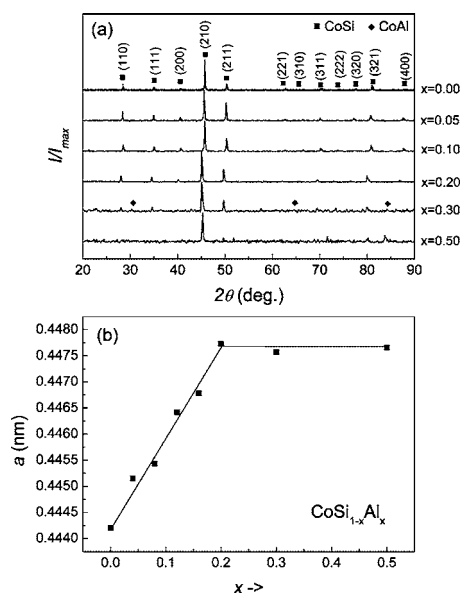 (a)
■ CoSi ◆ CoAl
(110) (111) (200) (210) (211) (221) (310) (311) (222) (320) (321) (400)
x=0.00
x=0.05
x=0.10
x=0.20
x=0.30
x=0.50
I/Imax
20 30 40 50 60 70 80 90
2θ (deg.)
(b)
0.4480
0.4475
0.4470
0.4465
0.4460
0.4455
0.4450
0.4445
0.4440
a (nm)
CoSi1-xAlx
0.0 0.1 0.2 0.3 0.4 0.5
x ->